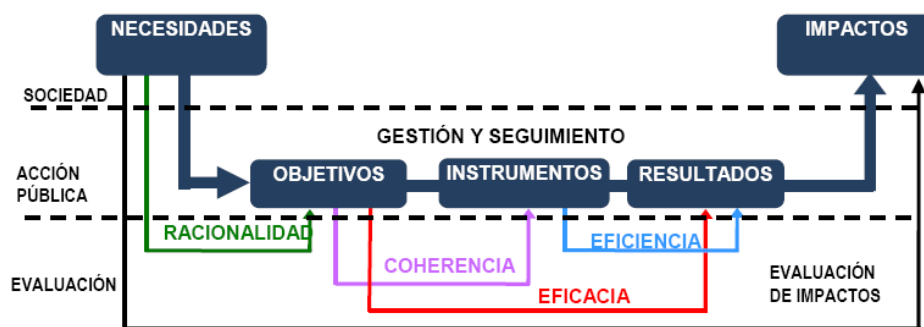 NECESIDADES
IMPACTOS
SOCIEDAD
GESTIÓN Y SEGUIMIENTO
ACCIÓN
PÚBLICA
OBJETIVOS
INSTRUMENTOS
RESULTADOS
RACIONALIDAD
EFICIENCIA
COHERENCIA
EVALUACIÓN
EVALUACIÓN
DE IMPACTOS
EFICACIA